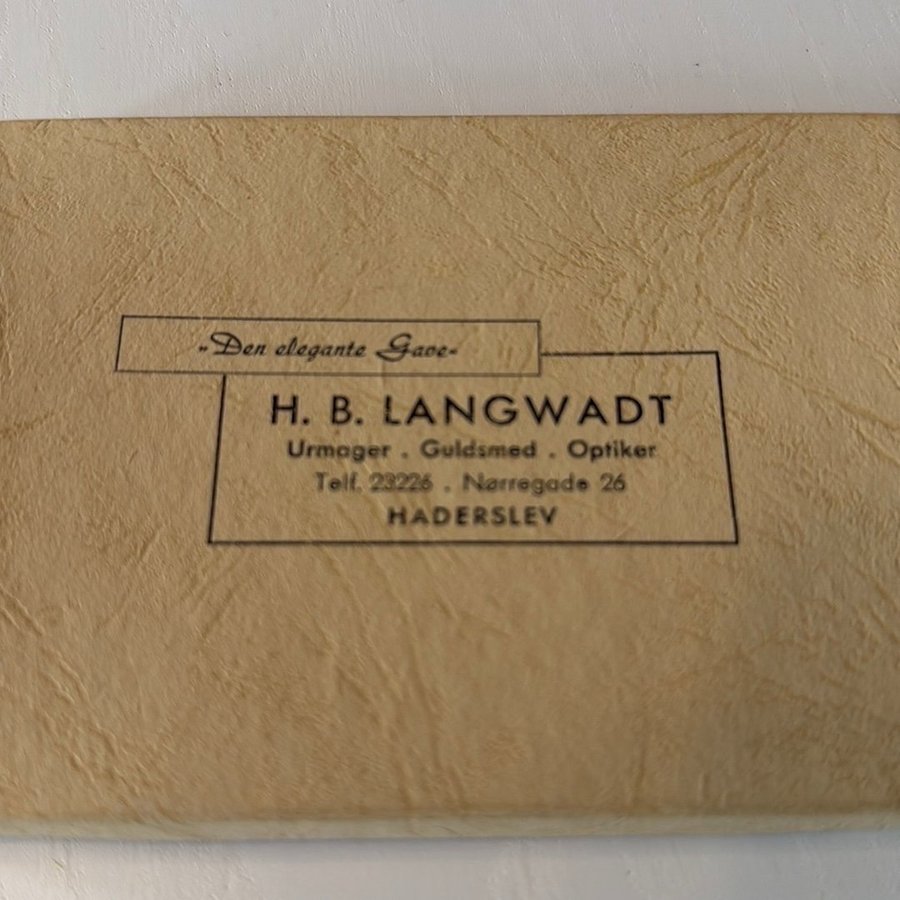 „Den elegante Gave“
H. B. LANGWADT
Urmager . Guldsmed . Optiker
Telf. 23226 . Nørregade 26
HADERSLEV